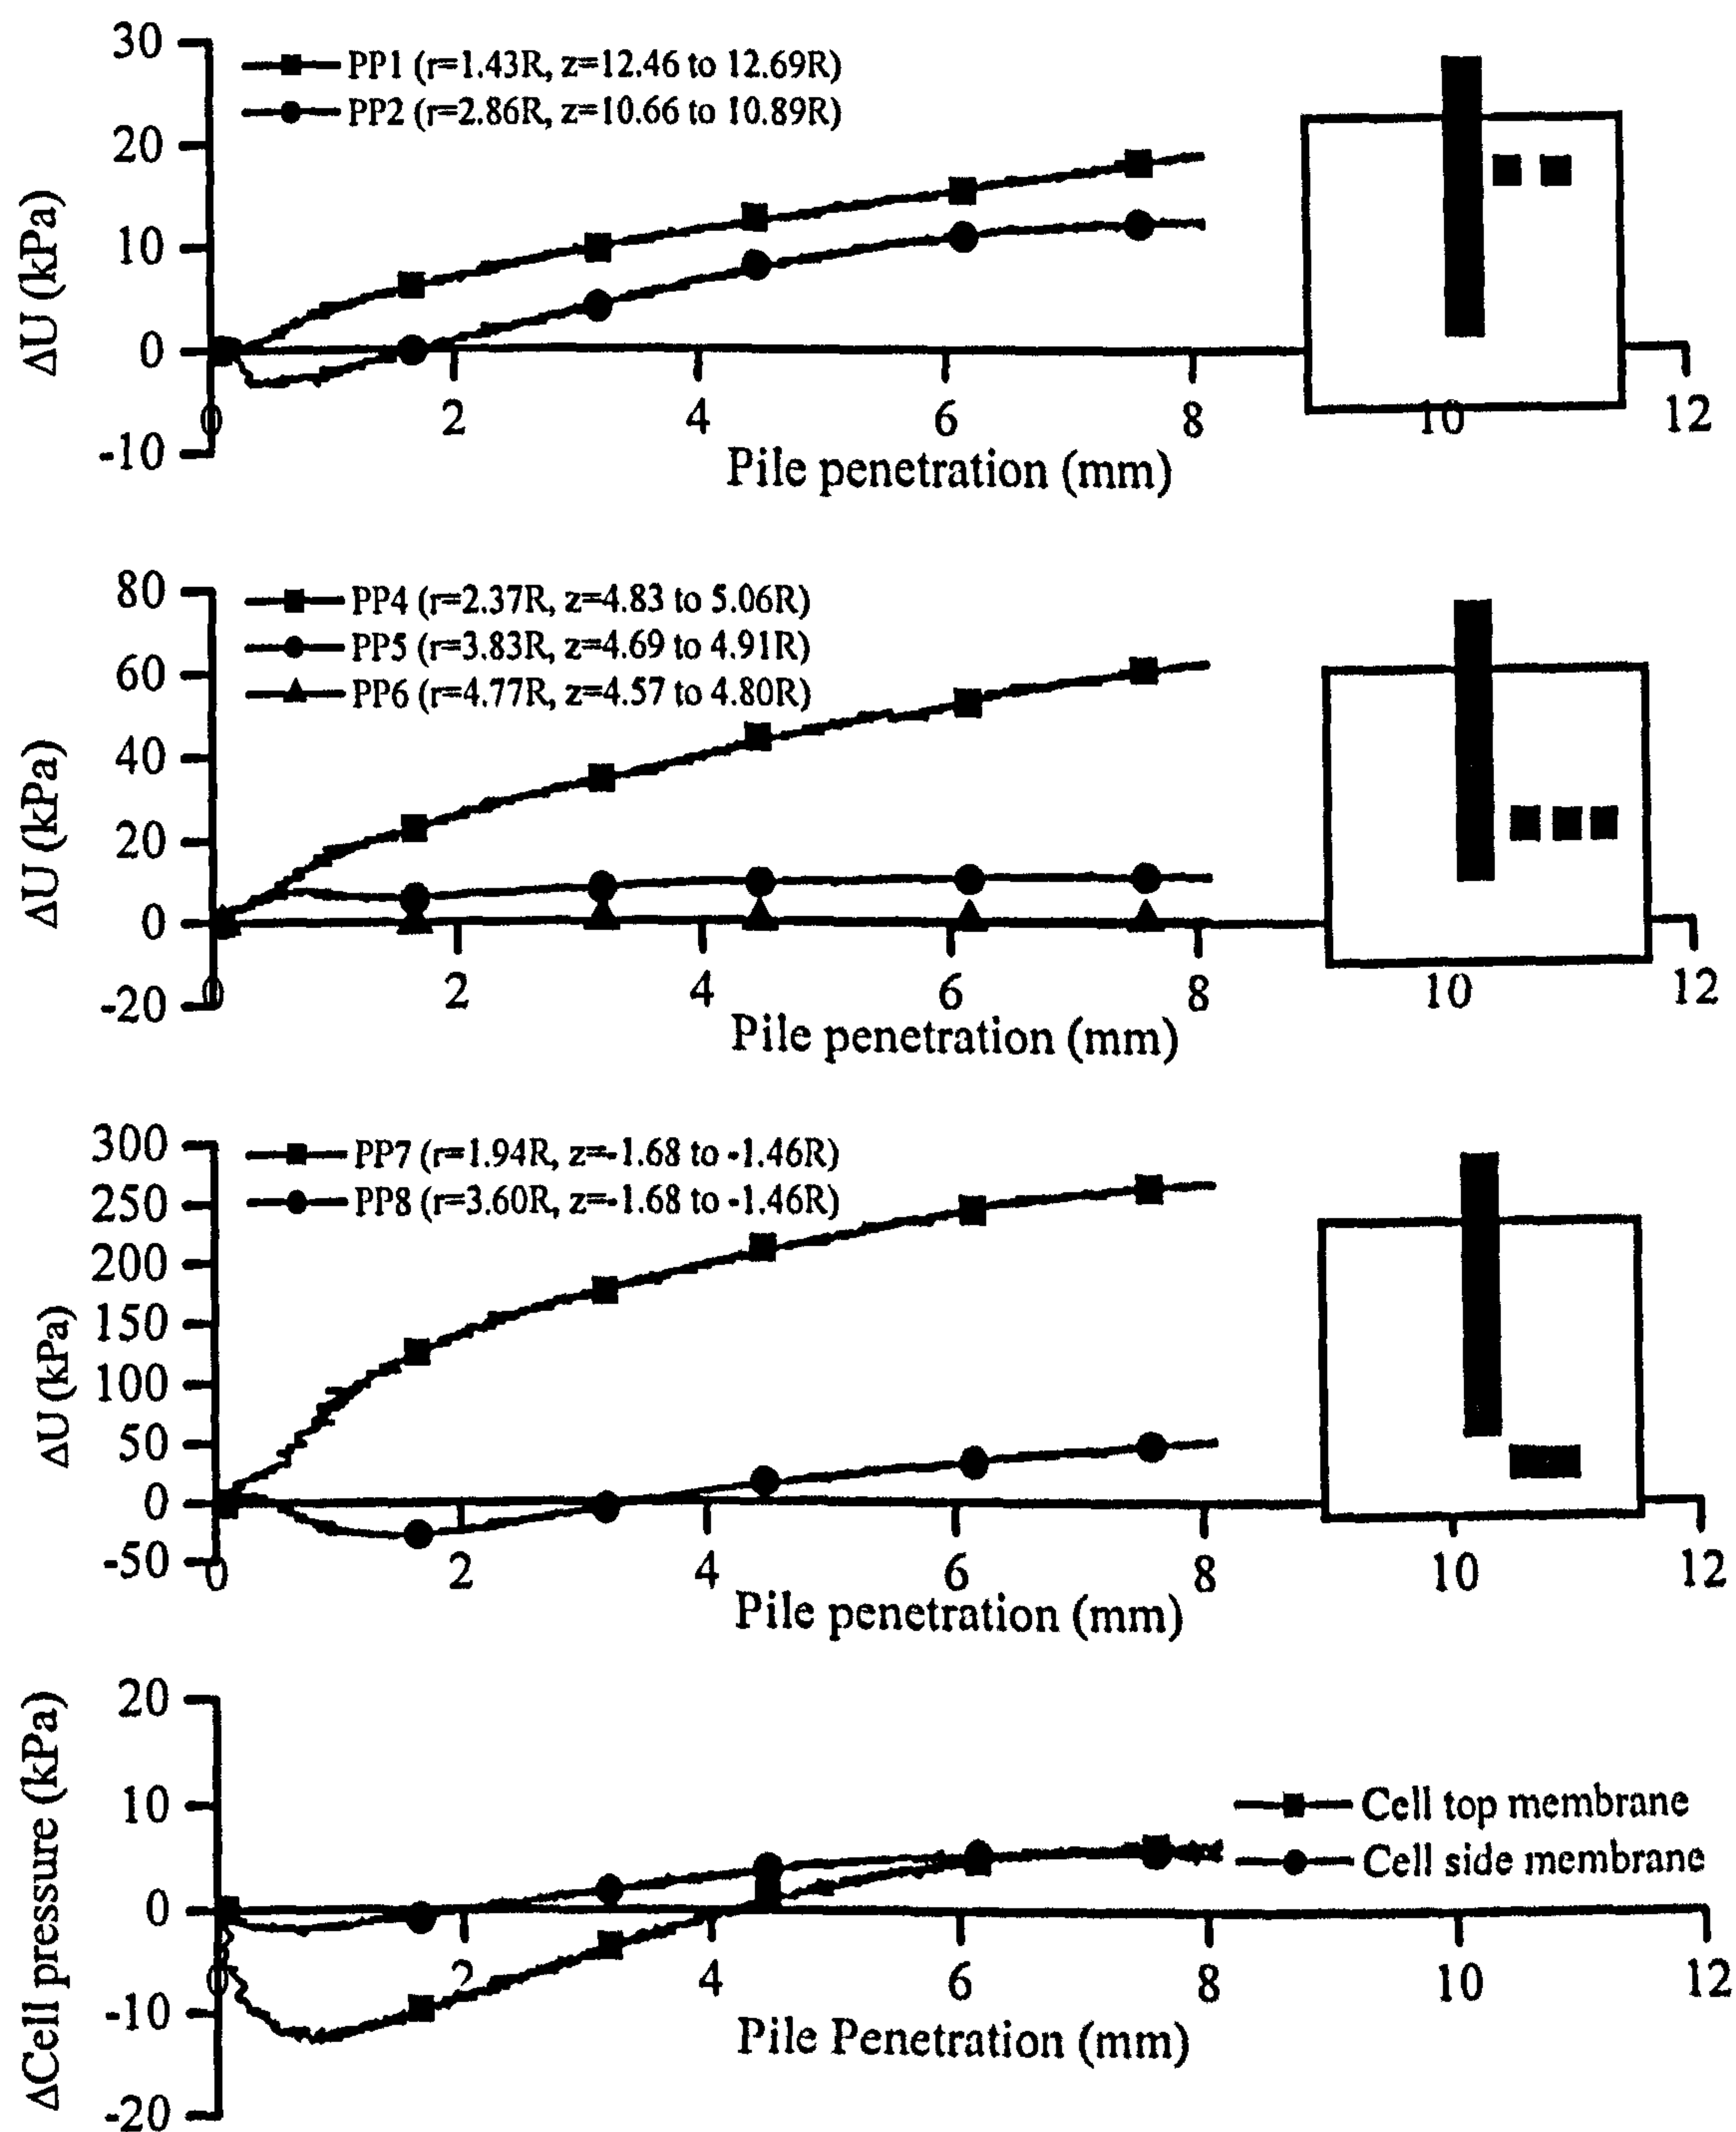 30
20
10
0
-10
ΔU (kPa)
PP1 (r=1.43R, z=12.46 to 12.69R)
PP2 (r=2.86R, z=10.66 to 10.89R)
0 2 4 6 8 10 12
Pile penetration (mm)
80
60
40
20
0
-20
ΔU (kPa)
PP4 (r=2.37R, z=4.83 to 5.06R)
PP5 (r=3.83R, z=4.69 to 4.91R)
PP6 (r=4.77R, z=4.57 to 4.80R)
0 2 4 6 8 10 12
Pile penetration (mm)
300
250
200
150
100
50
0
-50
ΔU (kPa)
PP7 (r=1.94R, z=-1.68 to -1.46R)
PP8 (r=3.60R, z=-1.68 to -1.46R)
0 2 4 6 8 10 12
Pile penetration (mm)
20
10
0
-10
-20
ΔCell pressure (kPa)
Cell top membrane
Cell side membrane
0 2 4 6 8 10 12
Pile Penetration (mm)